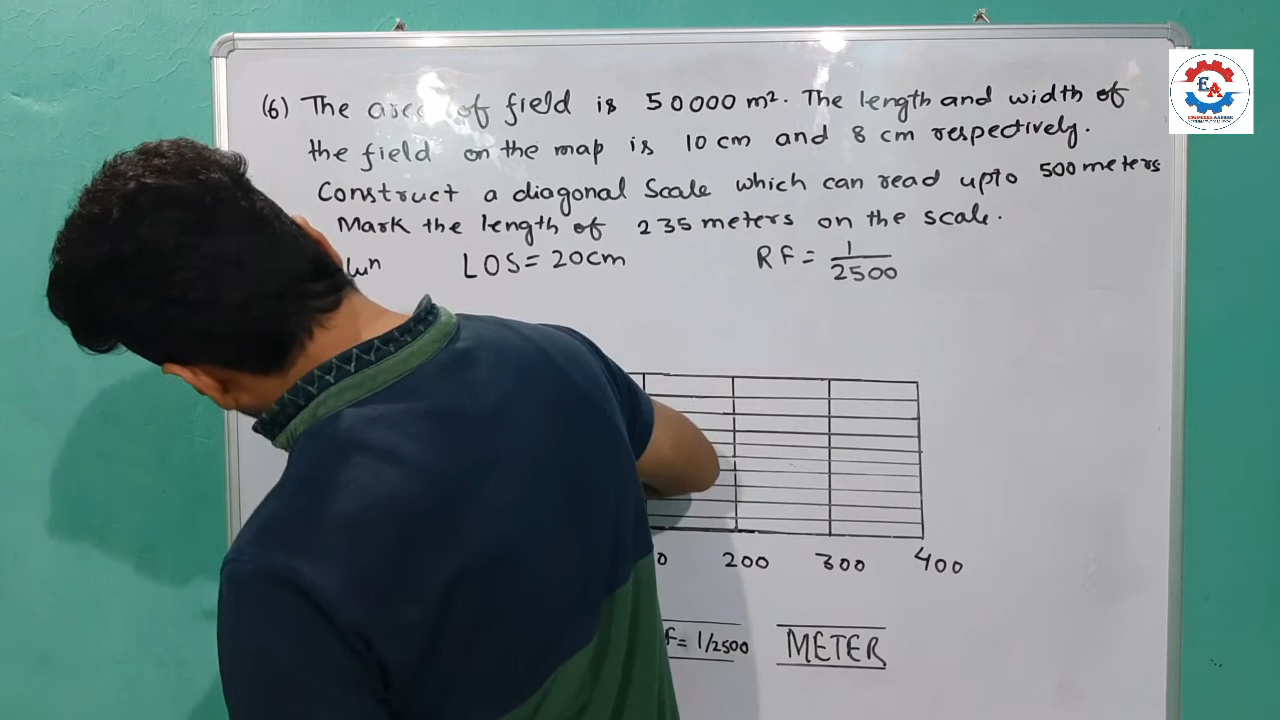 (6) The area of field is 50000 m². The length and width of
the field on the map is 10 cm and 8 cm respectively.
Construct a diagonal Scale which can read upto 500 meters
Mark the length of 235 meters on the scale.
LOS = 20cm RF = 1/2500
200 300 400
= 1/2500 METER
EA